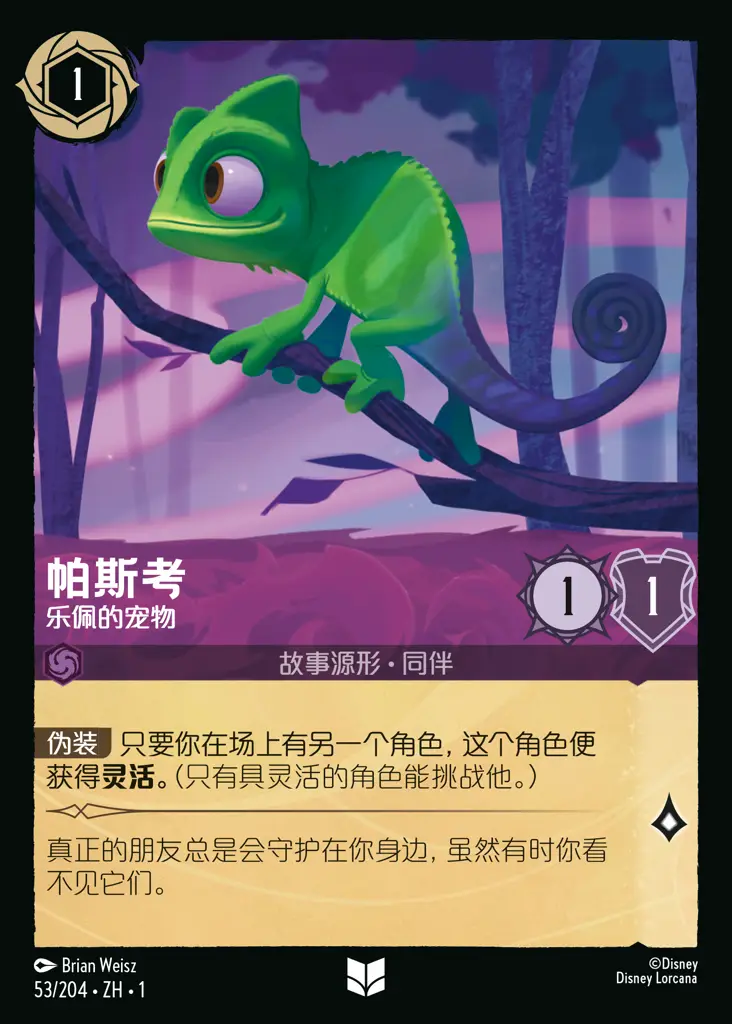 1
帕斯考
乐佩的宠物
1
1
故事源形 • 同伴
伪装 只要你在场上有另一个角色, 这个角色便
获得灵活。(只有具灵活的角色能挑战他。)
真正的朋友总是会守护在你身边, 虽然有时你看
不见它们。
Brian Weisz
53/204 • ZH • 1
©Disney
Disney Lorcana